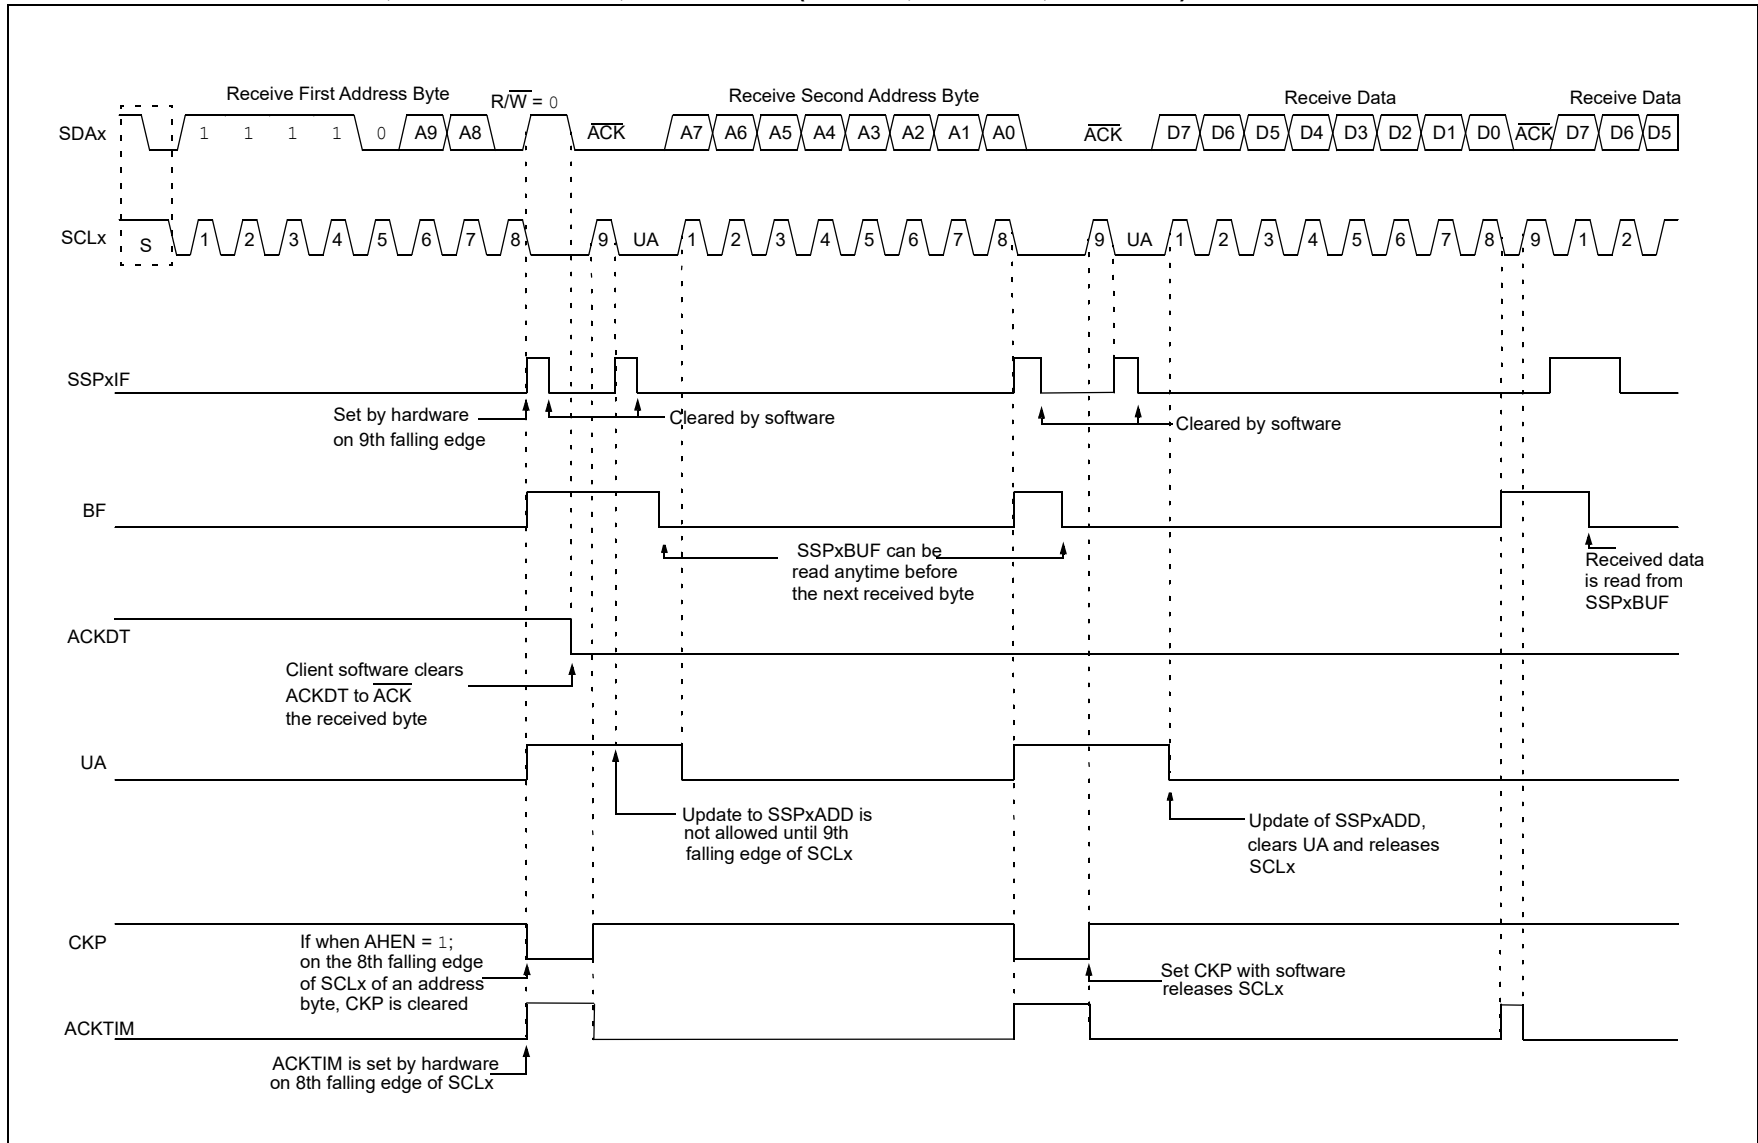 Receive First Address Byte
R/W = 0
Receive Second Address Byte
Receive Data
Receive Data
SDAx
1 1 1 1 0 A9 A8
ACK
A7 A6 A5 A4 A3 A2 A1 A0
ACK
D7 D6 D5 D4 D3 D2 D1 D0
ACK
D7 D6 D5
SCLx
S
1 2 3 4 5 6 7 8 9 UA 1 2 3 4 5 6 7 8 9 UA 1 2 3 4 5 6 7 8 9 1 2
SSPxIF
Set by hardware
on 9th falling edge
Cleared by software
Cleared by software
BF
SSPxBUF can be
read anytime before
the next received byte
Received data
is read from
SSPxBUF
ACKDT
Client software clears
ACKDT to ACK
the received byte
UA
Update to SSPxADD is
not allowed until 9th
falling edge of SCLx
Update of SSPxADD,
clears UA and releases
SCLx
CKP
If when AHEN = 1;
on the 8th falling edge
of SCLx of an address
byte, CKP is cleared
Set CKP with software
releases SCLx
ACKTIM
ACKTIM is set by hardware
on 8th falling edge of SCLx